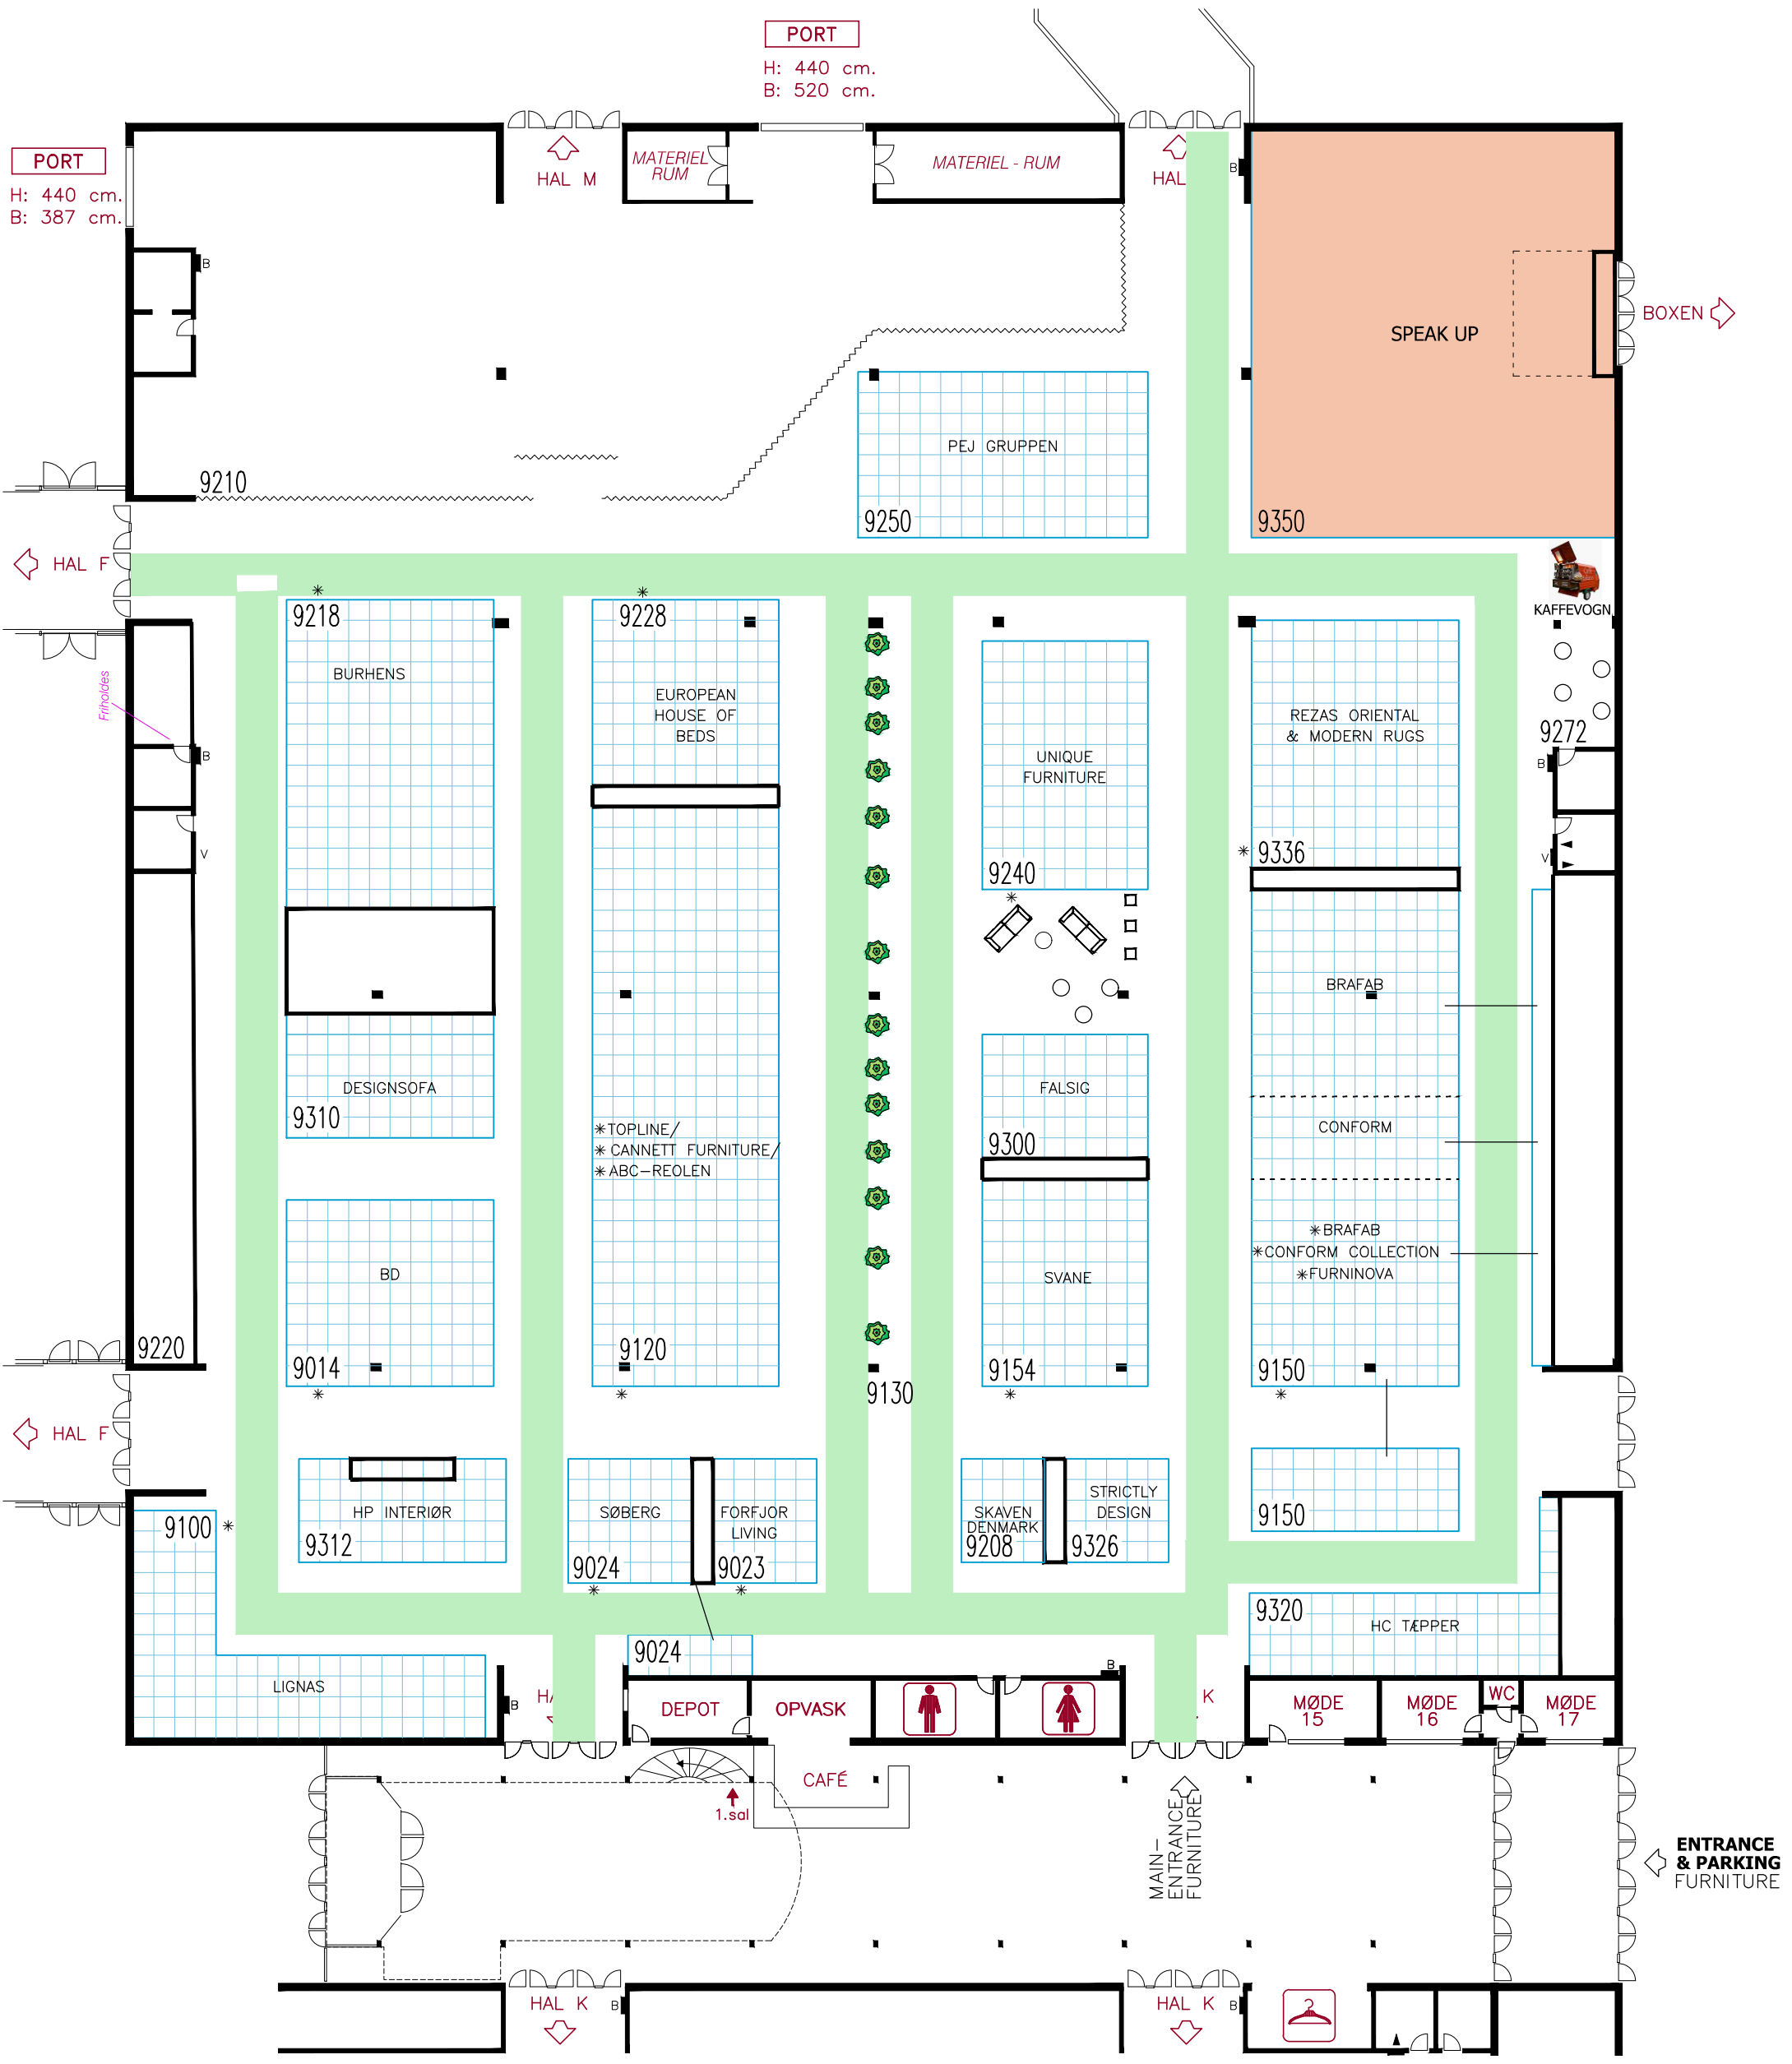 PORT
H: 440 cm.
B: 520 cm.
PORT
H: 440 cm.
B: 387 cm.
HAL M
MATERIEL
RUM
MATERIEL - RUM
HAL
B
B
SPEAK UP
BOXEN
PEJ GRUPPEN
9210
9250
9350
HAL F
KAFFEVOGN
*
*
9218
9228
BURHENS
EUROPEAN
HOUSE OF
BEDS
UNIQUE
FURNITURE
REZAS ORIENTAL
& MODERN RUGS
9272
Friholdes
B
B
V
V
9240
*
* 9336
BRAFAB
DESIGNSOFA
9310
FALSIG
9300
CONFORM
*TOPLINE/
* CANNETT FURNITURE/
* ABC-REOLEN
*BRAFAB
*CONFORM COLLECTION
*FURNINOVA
BD
SVANE
9220
9014
9120
9130
9154
9150
*
*
*
*
HAL F
HP INTERIØR
9312
SØBERG
9024
FORFJOR
LIVING
9023
SKAVEN
DENMARK
9208
STRICTLY
DESIGN
9326
9150
9100 *
*
*
9320
HC TÆPPER
9024
LIGNAS
B
B
K
DEPOT
OPVASK
MØDE
15
MØDE
16
WC
MØDE
17
CAFÉ
1.sal
MAIN-
ENTRANCE
FURNITURE
ENTRANCE
& PARKING
FURNITURE
HAL K
B
HAL K
B